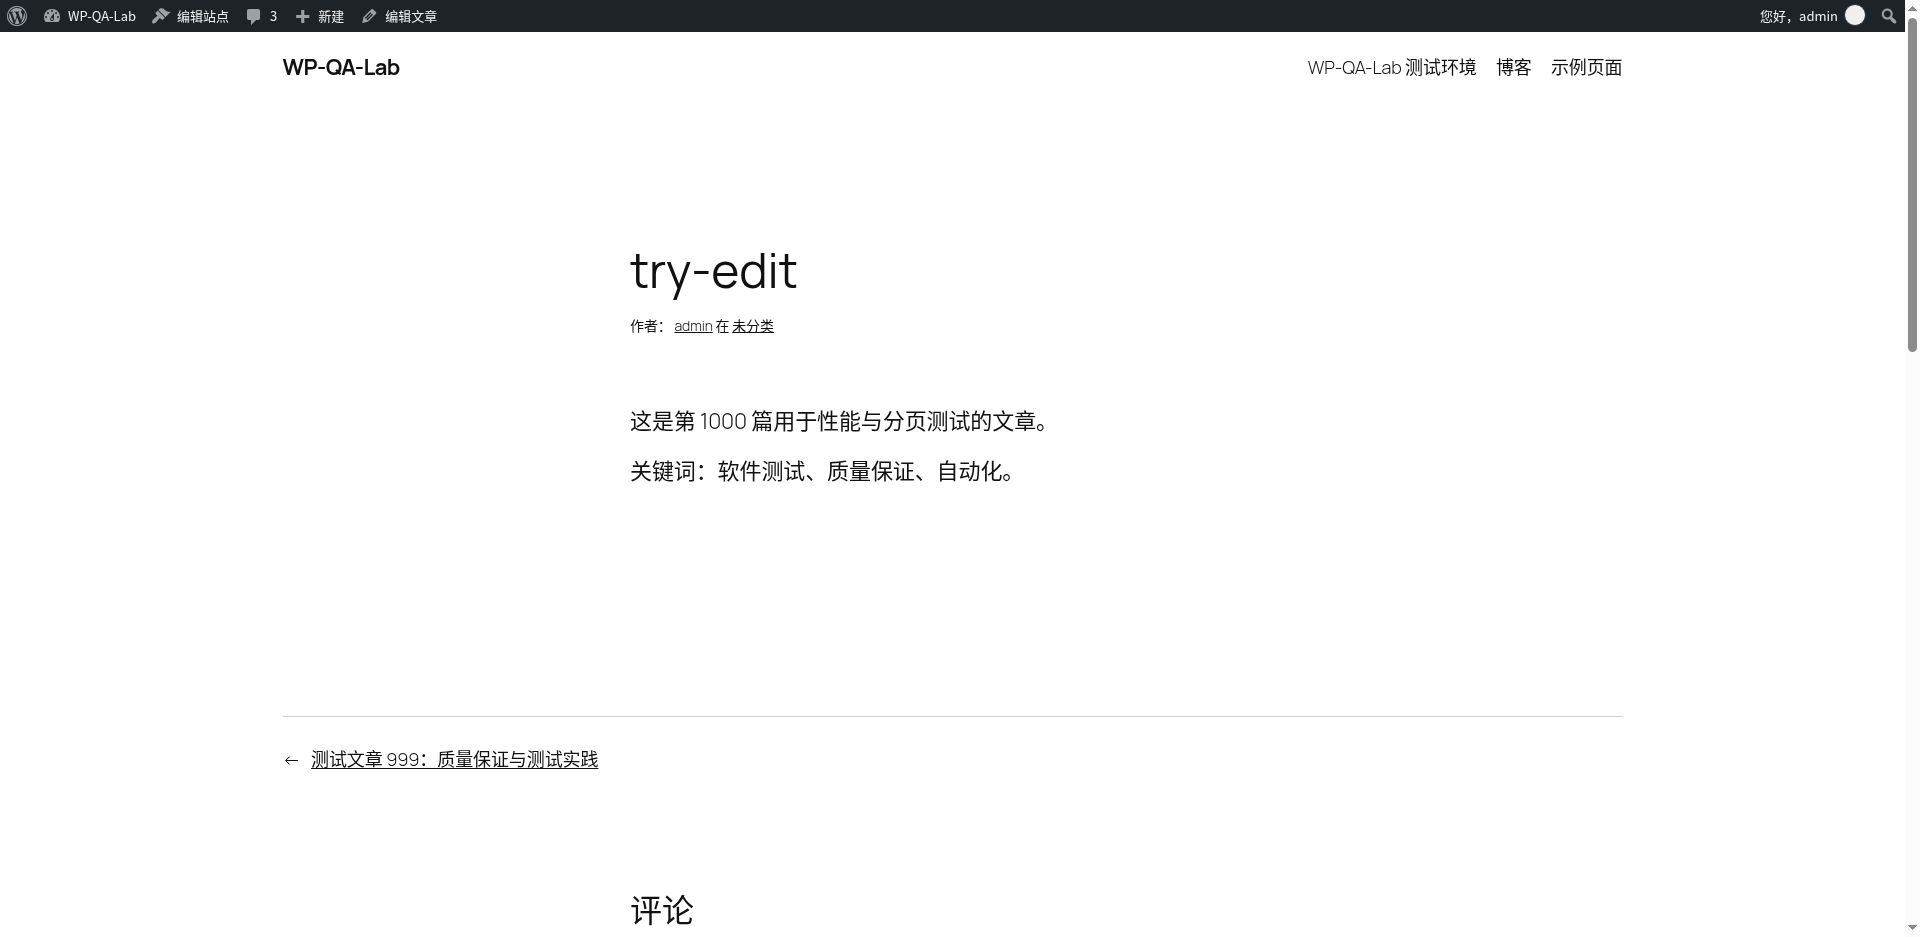 WP-QA-Lab 编辑站点 3 新建 编辑文章 您好，admin
WP-QA-Lab WP-QA-Lab 测试环境 博客 示例页面
try-edit
作者： admin 在 未分类
这是第 1000 篇用于性能与分页测试的文章。
关键词：软件测试、质量保证、自动化。
← 测试文章 999：质量保证与测试实践
评论